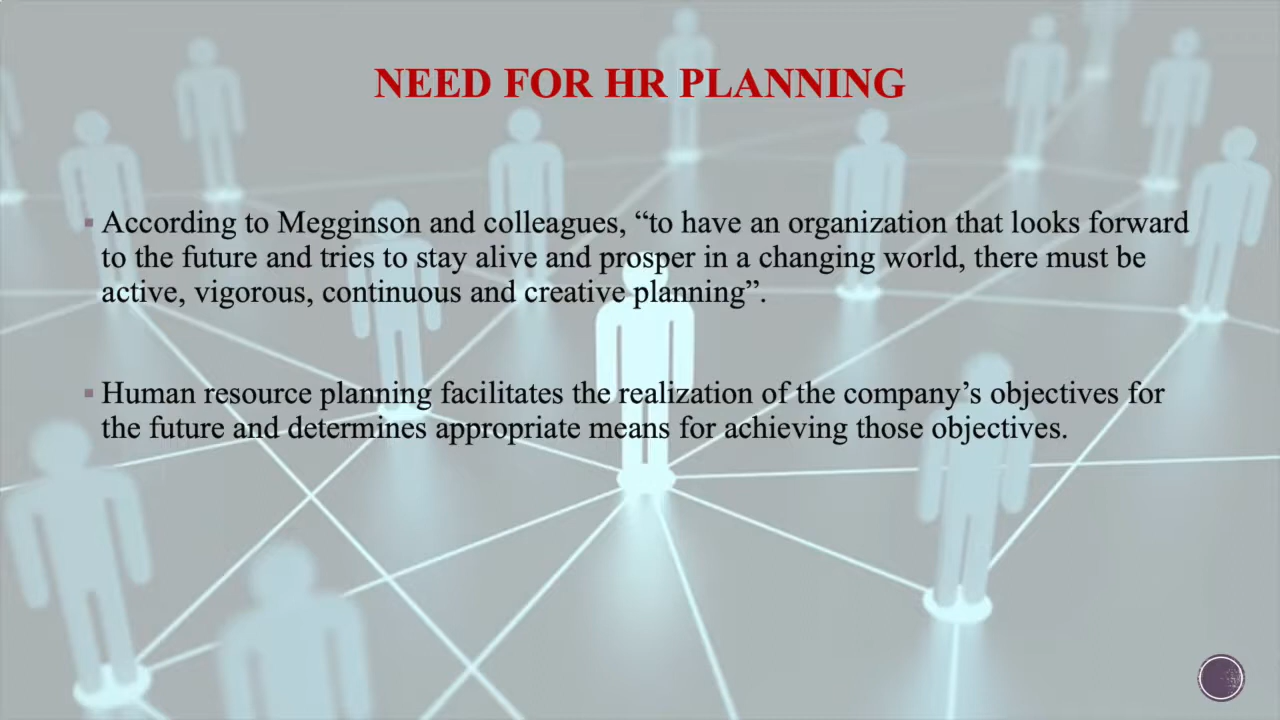 NEED FOR HR PLANNING
▪ According to Megginson and colleagues, “to have an organization that looks forward
to the future and tries to stay alive and prosper in a changing world, there must be
active, vigorous, continuous and creative planning”.
▪ Human resource planning facilitates the realization of the company’s objectives for
the future and determines appropriate means for achieving those objectives.